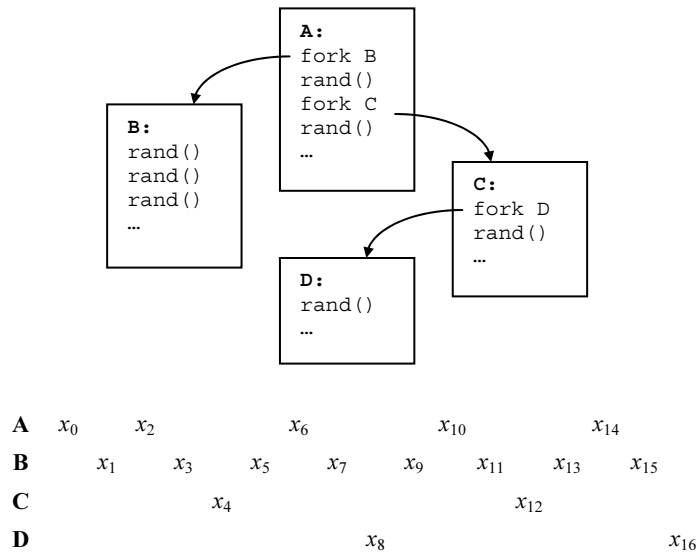 A:
fork B
rand()
fork C
rand()
…
B:
rand()
rand()
rand()
…
C:
fork D
rand()
…
D:
rand()
…
A x₀ x₂ x₆ x₁₀ x₁₄
B x₁ x₃ x₅ x₇ x₉ x₁₁ x₁₃ x₁₅
C x₄ x₁₂
D x₈ x₁₆